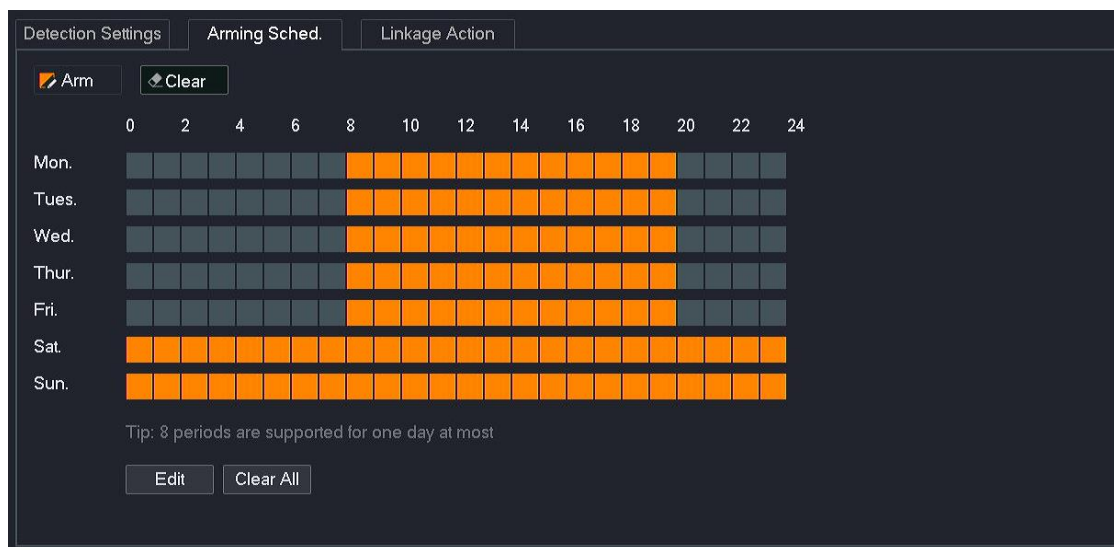 Detection Settings Arming Sched. Linkage Action
Arm Clear
0 2 4 6 8 10 12 14 16 18 20 22 24
Mon.
Tues.
Wed.
Thur.
Fri.
Sat.
Sun.
Tip: 8 periods are supported for one day at most
Edit Clear All